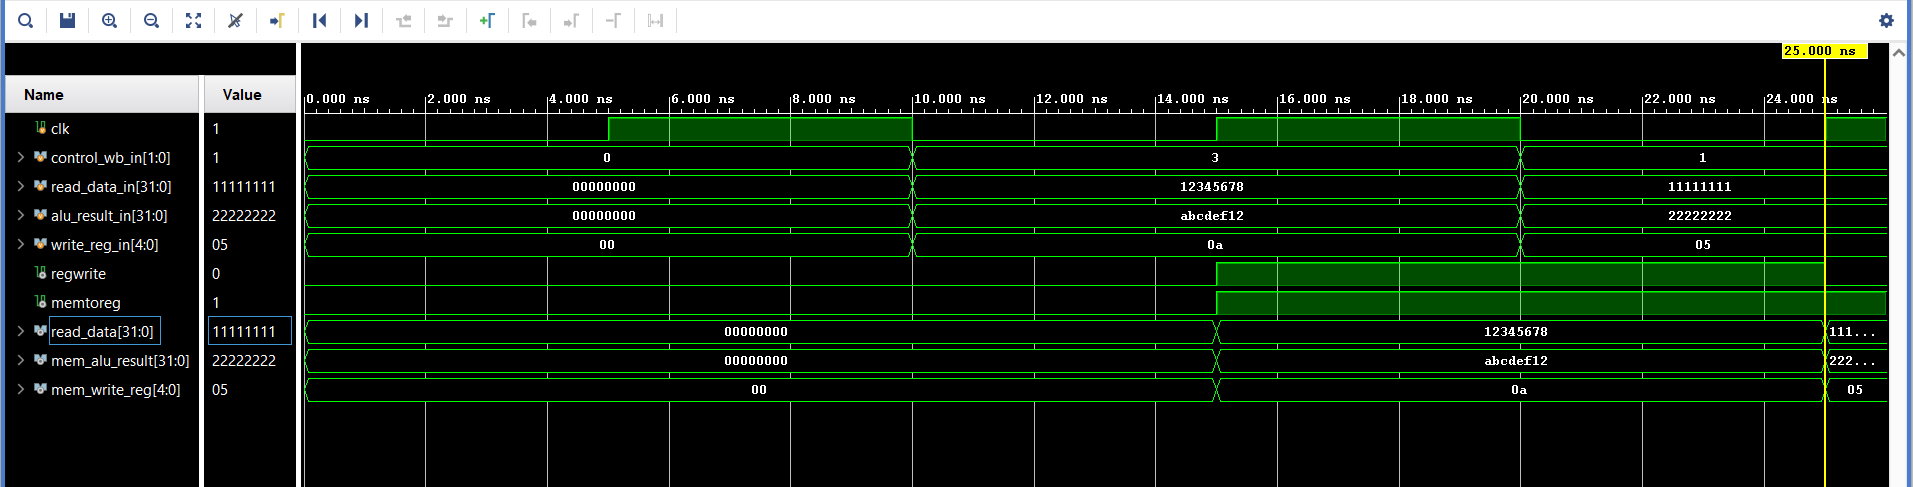 25.000 ns
Name Value
0.000 ns 2.000 ns 4.000 ns 6.000 ns 8.000 ns 10.000 ns 12.000 ns 14.000 ns 16.000 ns 18.000 ns 20.000 ns 22.000 ns 24.000 ns
clk 1
control_wb_in[1:0] 1 0 3 1
read_data_in[31:0] 11111111 00000000 12345678 11111111
alu_result_in[31:0] 22222222 00000000 abcdef12 22222222
write_reg_in[4:0] 05 00 0a 05
regwrite 0
memtoreg 1
read_data[31:0] 11111111 00000000 12345678 111...
mem_alu_result[31:0] 22222222 00000000 abcdef12 222...
mem_write_reg[4:0] 05 00 0a 05